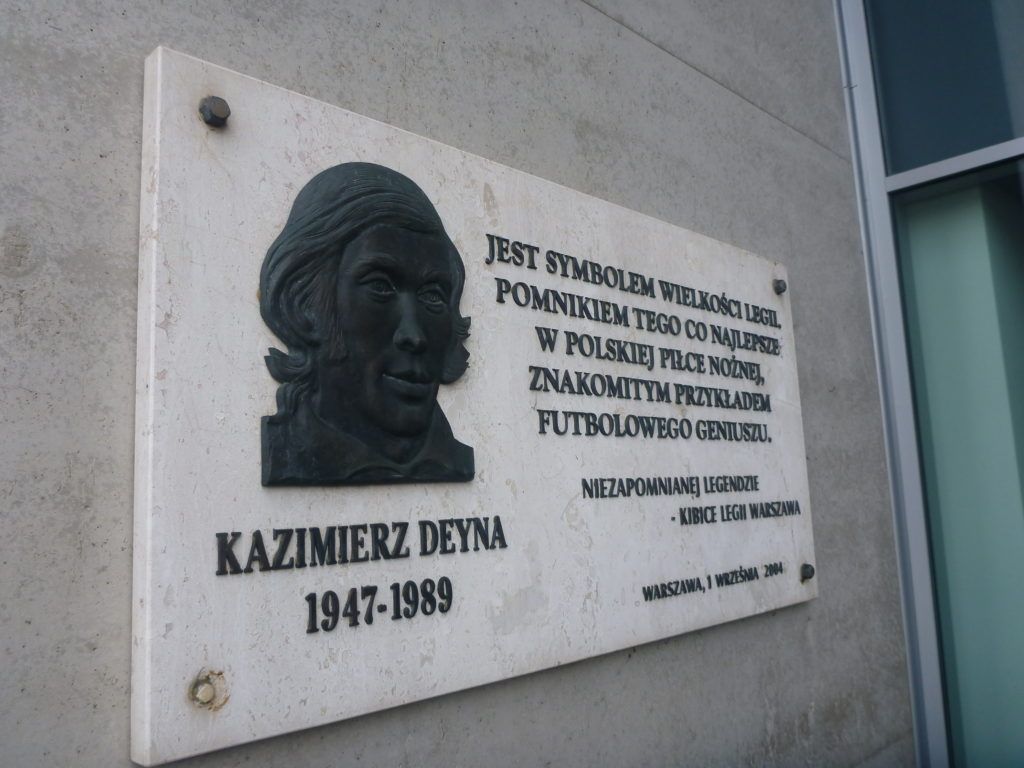 JEST SYMBOLEM WIELKOŚCI LEGII,
POMNIKIEM TEGO CO NAJLEPSZE
W POLSKIEJ PIŁCE NOŻNEJ,
ZNAKOMITYM PRZYKŁADEM
FUTBOLOWEGO GENIUSZU.
NIEZAPOMNIANEJ LEGENDZIE
- KIBICE LEGII WARSZAWA
KAZIMIERZ DEYNA
1947-1989
WARSZAWA, 1 WRZEŚNIA 2004